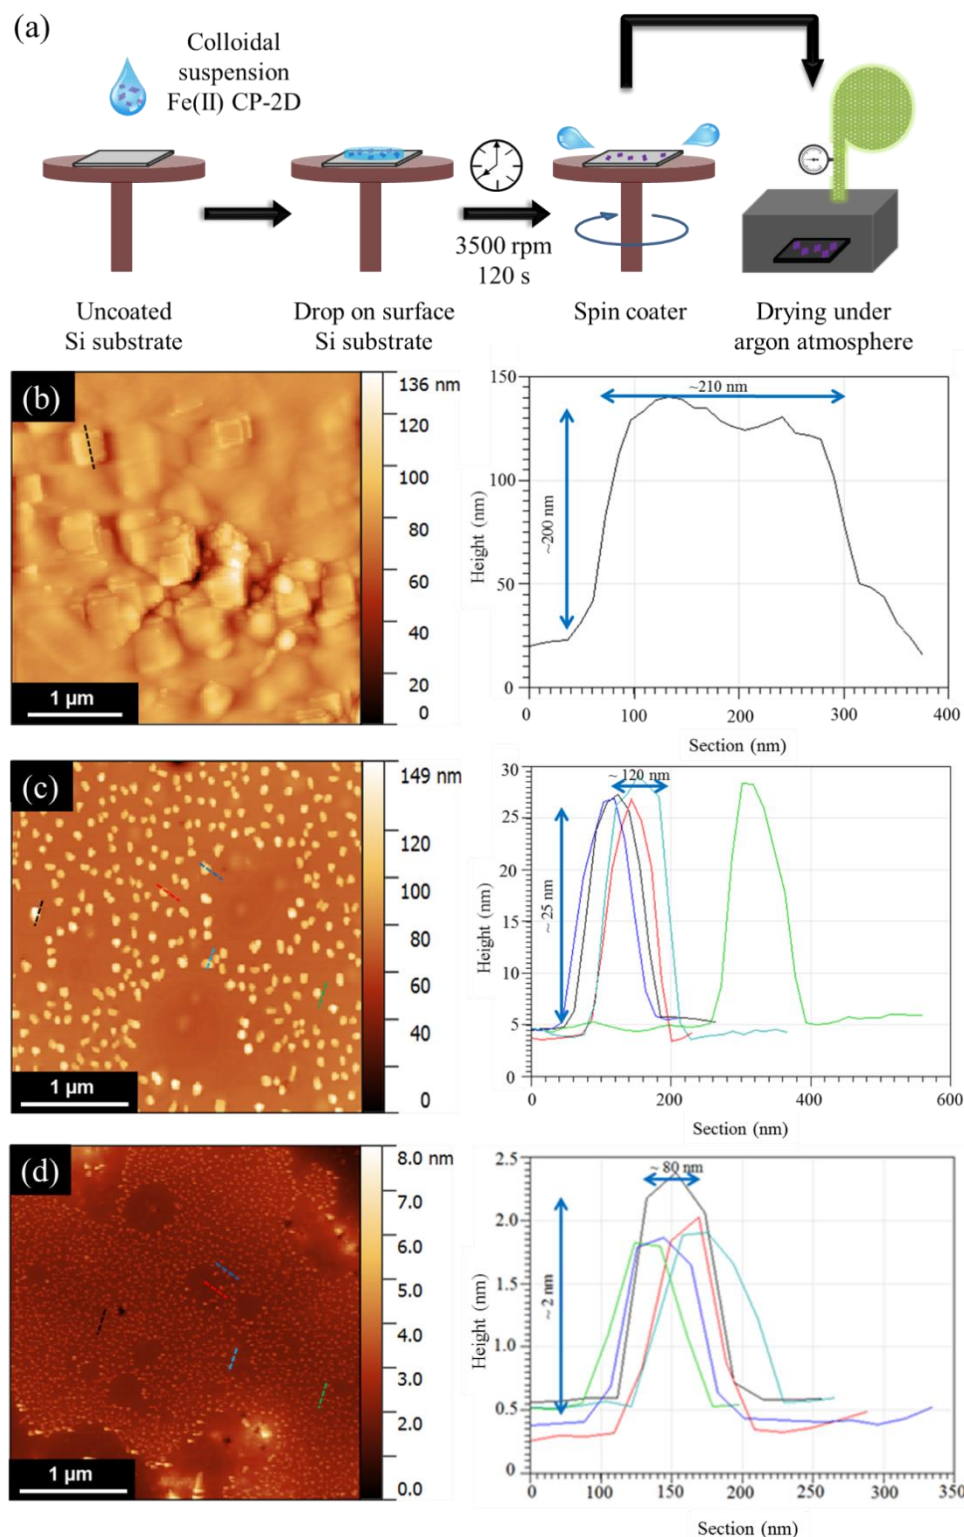 (a)
Colloidal
suspension
Fe(II) CP-2D
3500 rpm
120 s
Uncoated
Si substrate
Drop on surface
Si substrate
Spin coater
Drying under
argon atmosphere
(b)
136 nm
120
100
80
60
40
20
0
1 µm
150
100
50
0
Height (nm)
~210 nm
~200 nm
0 100 200 300 400
Section (nm)
(c)
149 nm
120
100
80
60
40
0
1 µm
30
25
20
15
10
5
0
Height (nm)
~ 120 nm
~ 25 nm
0 200 400 600
Section (nm)
(d)
8.0 nm
7.0
6.0
5.0
4.0
3.0
2.0
0.0
1 µm
2.5
2.0
1.5
1.0
0.5
0
Height (nm)
~ 80 nm
~ 2 nm
0 50 100 150 200 250 300 350
Section (nm)